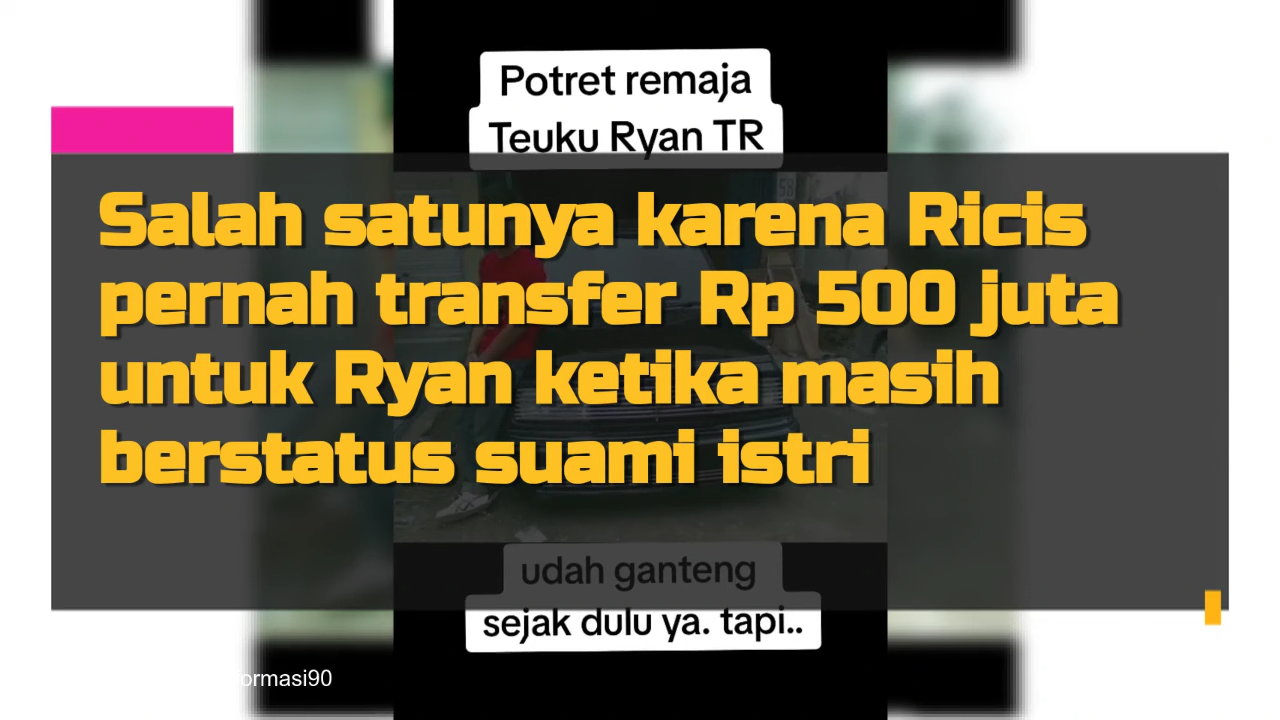 Potret remaja
Teuku Ryan TR
Salah satunya karena Ricis
pernah transfer Rp 500 juta
untuk Ryan ketika masih
berstatus suami istri
udah ganteng
sejak dulu ya. tapi..
ormasi90